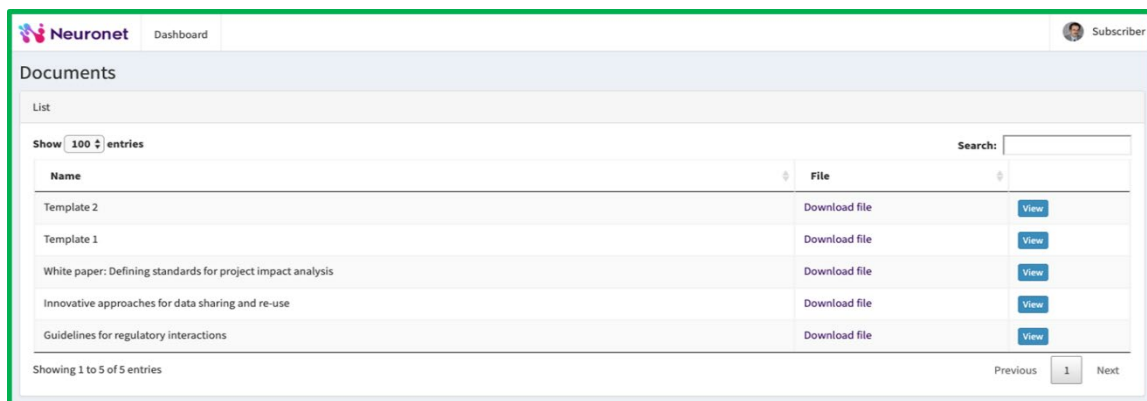 Neuronet Dashboard Subscriber
Documents
List
Show 100 entries Search:
Name File
Template 2 Download file View
Template 1 Download file View
White paper: Defining standards for project impact analysis Download file View
Innovative approaches for data sharing and re-use Download file View
Guidelines for regulatory interactions Download file View
Showing 1 to 5 of 5 entries Previous 1 Next